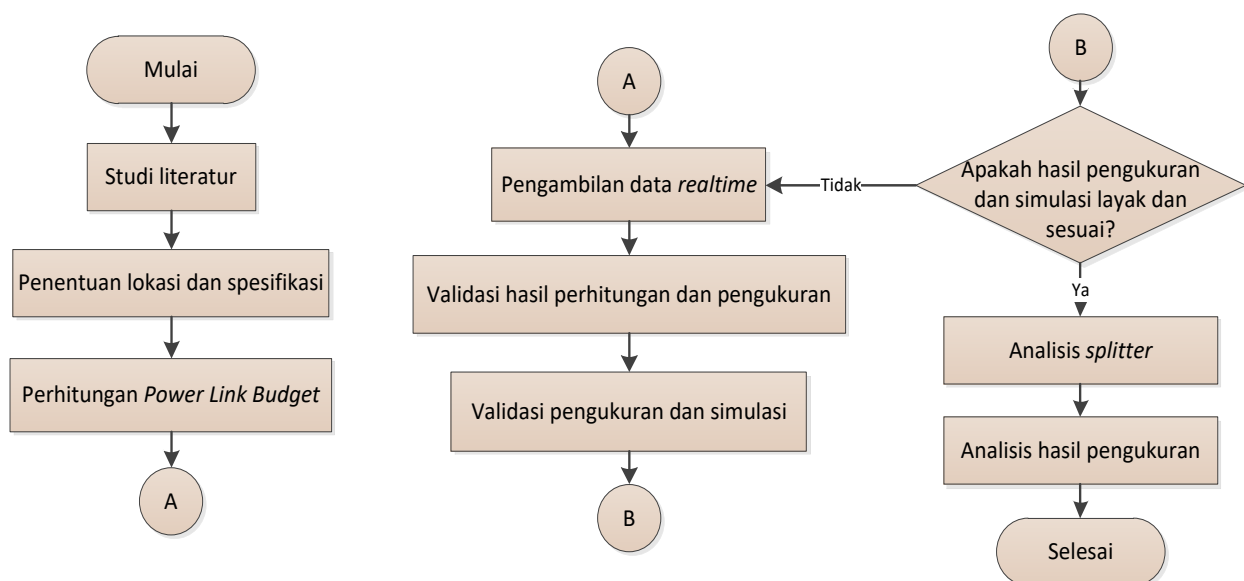 Mulai
Studi literatur
Penentuan lokasi dan spesifikasi
Perhitungan Power Link Budget
A
A
Pengambilan data realtime
Validasi hasil perhitungan dan pengukuran
Validasi pengukuran dan simulasi
B
B
Apakah hasil pengukuran
dan simulasi layak dan
sesuai?
Tidak
Ya
Analisis splitter
Analisis hasil pengukuran
Selesai